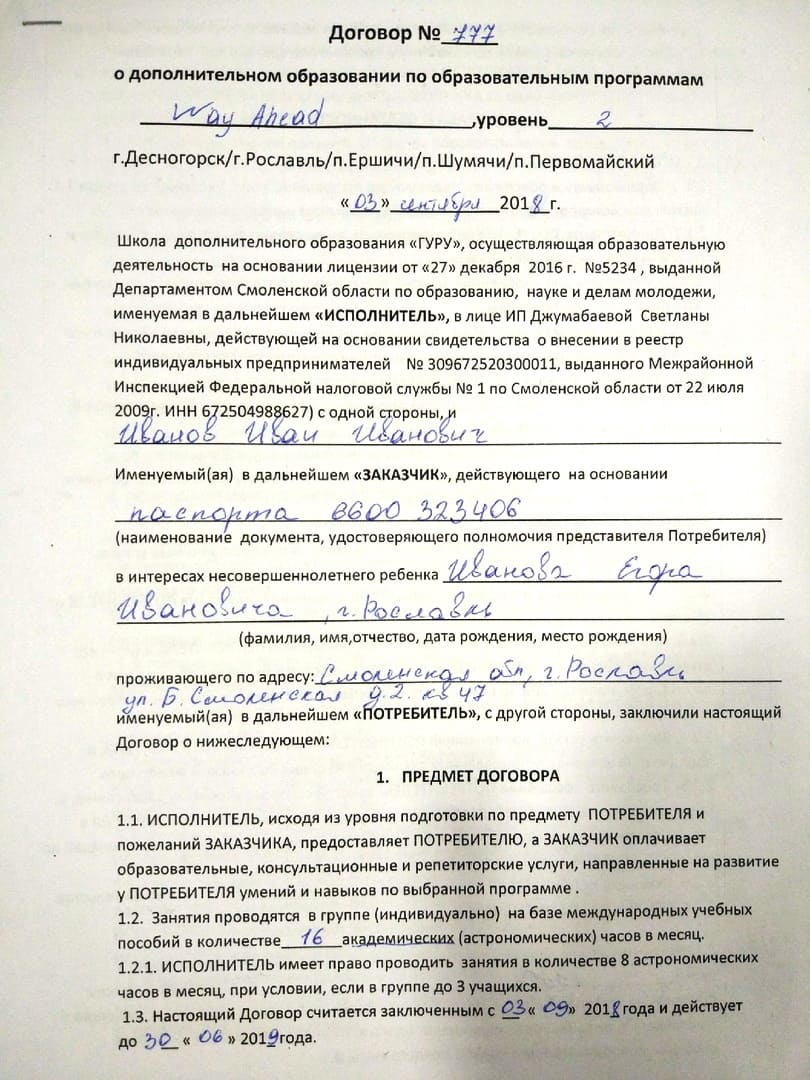 Договор № 777
о дополнительном образовании по образовательным программам
Way Ahead ,уровень 2
г.Десногорск/г.Рославль/п.Ершичи/п.Шумячи/п.Первомайский
«03» сентября 2018 г.
Школа дополнительного образования «ГУРУ», осуществляющая образовательную
деятельность на основании лицензии от «27» декабря 2016 г. №5234 , выданной
Департаментом Смоленской области по образованию, науке и делам молодежи,
именуемая в дальнейшем «ИСПОЛНИТЕЛЬ», в лице ИП Джумабаевой Светланы
Николаевны, действующей на основании свидетельства о внесении в реестр
индивидуальных предпринимателей № 309672520300011, выданного Межрайонной
Инспекцией Федеральной налоговой службы № 1 по Смоленской области от 22 июля
2009г. ИНН 672504988627) с одной стороны, и
Иванов Иван Иванович
Именуемый(ая) в дальнейшем «ЗАКАЗЧИК», действующего на основании
паспорта 6600 323406
(наименование документа, удостоверяющего полномочия представителя Потребителя)
в интересах несовершеннолетнего ребенка Иванова Егора
Ивановича , г. Рославль
(фамилия, имя,отчество, дата рождения, место рождения)
проживающего по адресу: Смоленская обл, г. Рославль
ул. Б. Смоленская д.2. кв 47
именуемый(ая) в дальнейшем «ПОТРЕБИТЕЛЬ», с другой стороны, заключили настоящий
Договор о нижеследующем:
1. ПРЕДМЕТ ДОГОВОРА
1.1. ИСПОЛНИТЕЛЬ, исходя из уровня подготовки по предмету ПОТРЕБИТЕЛЯ и
пожеланий ЗАКАЗЧИКА, предоставляет ПОТРЕБИТЕЛЮ, а ЗАКАЗЧИК оплачивает
образовательные, консультационные и репетиторские услуги, направленные на развитие
у ПОТРЕБИТЕЛЯ умений и навыков по выбранной программе .
1.2. Занятия проводятся в группе (индивидуально) на базе международных учебных
пособий в количестве 16 академических (астрономических) часов в месяц.
1.2.1. ИСПОЛНИТЕЛЬ имеет право проводить занятия в количестве 8 астрономических
часов в месяц, при условии, если в группе до 3 учащихся.
1.3. Настоящий Договор считается заключенным с 03 « 09» 2018 года и действует
до 30 « 06 » 2019года.